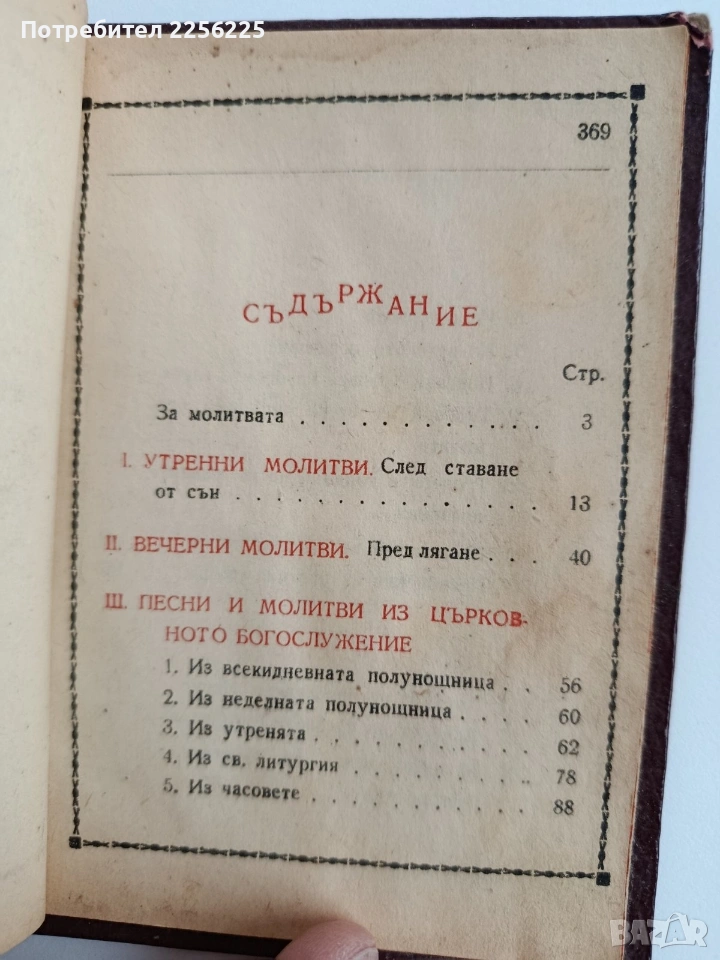 Потребител 2256225
369
СЪДЪРЖАНИЕ
Стр.
За молитвата . . . . . . . . . . . . . 3
I. УТРЕННИ МОЛИТВИ. След ставане
от сън . . . . . . . . . . . . . . . 13
II. ВЕЧЕРНИ МОЛИТВИ. Пред лягане . . . 40
III. ПЕСНИ И МОЛИТВИ ИЗ ЦЪРКОВ-
НОТО БОГОСЛУЖЕНИЕ
1. Из всекидневната полунощница . . 56
2. Из неделната полунощница . . . . 60
3. Из утренята . . . . . . . . . . . 62
4. Из св. литургия . . . . . . . . . 78
5. Из часовете . . . . . . . . . . . 88
BAZAR